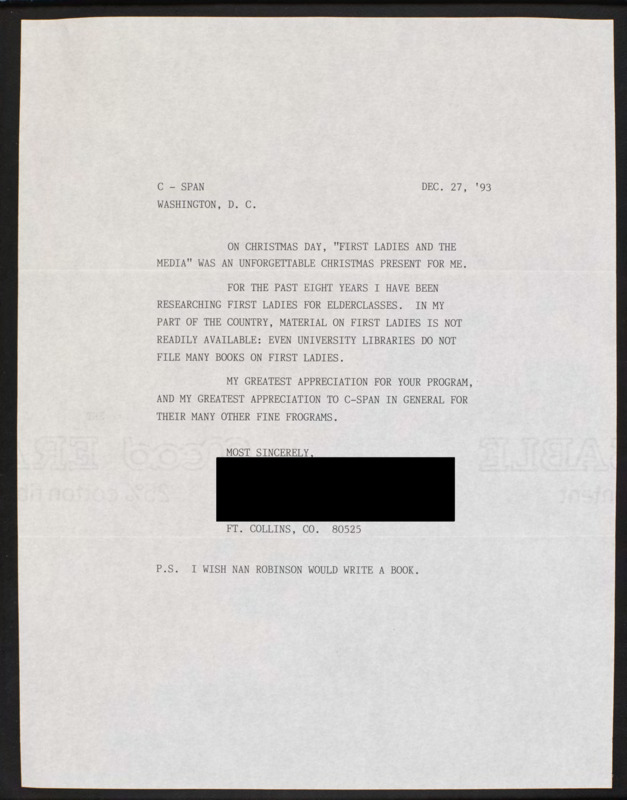 C - SPAN DEC. 27, '93
WASHINGTON, D. C.
ON CHRISTMAS DAY, "FIRST LADIES AND THE
MEDIA" WAS AN UNFORGETTABLE CHRISTMAS PRESENT FOR ME.
FOR THE PAST EIGHT YEARS I HAVE BEEN
RESEARCHING FIRST LADIES FOR ELDERCLASSES. IN MY
PART OF THE COUNTRY, MATERIAL ON FIRST LADIES IS NOT
READILY AVAILABLE: EVEN UNIVERSITY LIBRARIES DO NOT
FILE MANY BOOKS ON FIRST LADIES.
MY GREATEST APPRECIATION FOR YOUR PROGRAM,
AND MY GREATEST APPRECIATION TO C-SPAN IN GENERAL FOR
THEIR MANY OTHER FINE FROGRAMS.
MOST SINCERELY,
FT. COLLINS, CO. 80525
P.S. I WISH NAN ROBINSON WOULD WRITE A BOOK.